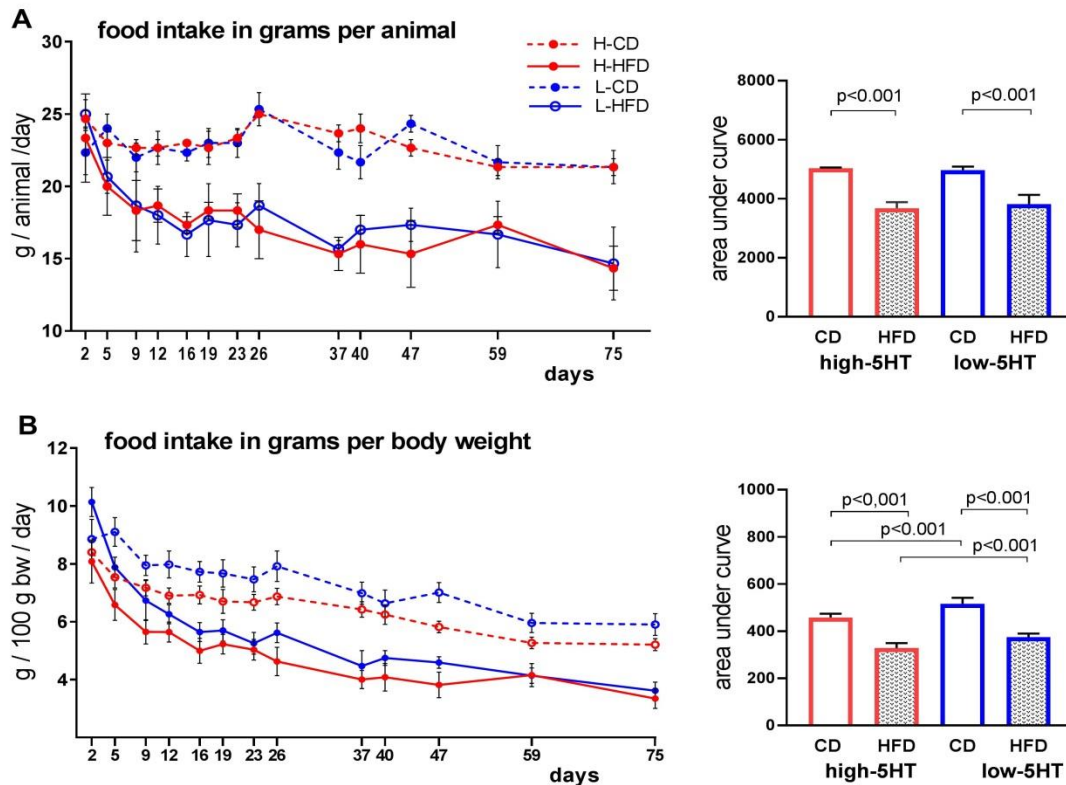 A
food intake in grams per animal
H-CD
H-HFD
L-CD
L-HFD
g / animal /day
30
25
20
15
10
2 5 9 12 16 19 23 26 37 40 47 59 75
days
area under curve
8000
6000
4000
2000
0
p<0.001 p<0.001
CD HFD CD HFD
high-5HT low-5HT
B
food intake in grams per body weight
g / 100 g bw / day
12
10
8
6
4
2 5 9 12 16 19 23 26 37 40 47 59 75
days
area under curve
1000
800
600
400
200
0
p<0,001 p<0.001
p<0.001
p<0.001
CD HFD CD HFD
high-5HT low-5HT